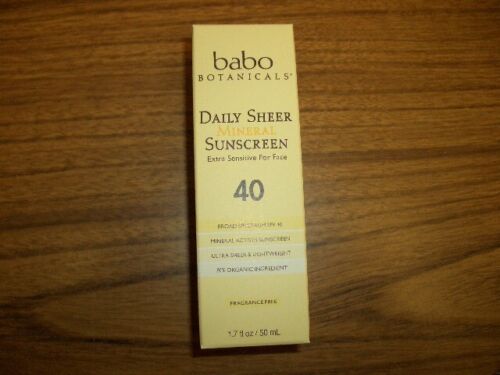 babo
BOTANICALS®
DAILY SHEER
MINERAL
SUNSCREEN
Extra Sensitive For Face
40
BROAD SPECTRUM SPF 40
MINERAL ACTIVES SUNSCREEN
ULTRA SHEER & LIGHTWEIGHT
ORGANIC INGREDIENT
FRAGRANCE FREE
1.7 fl oz / 50 mL